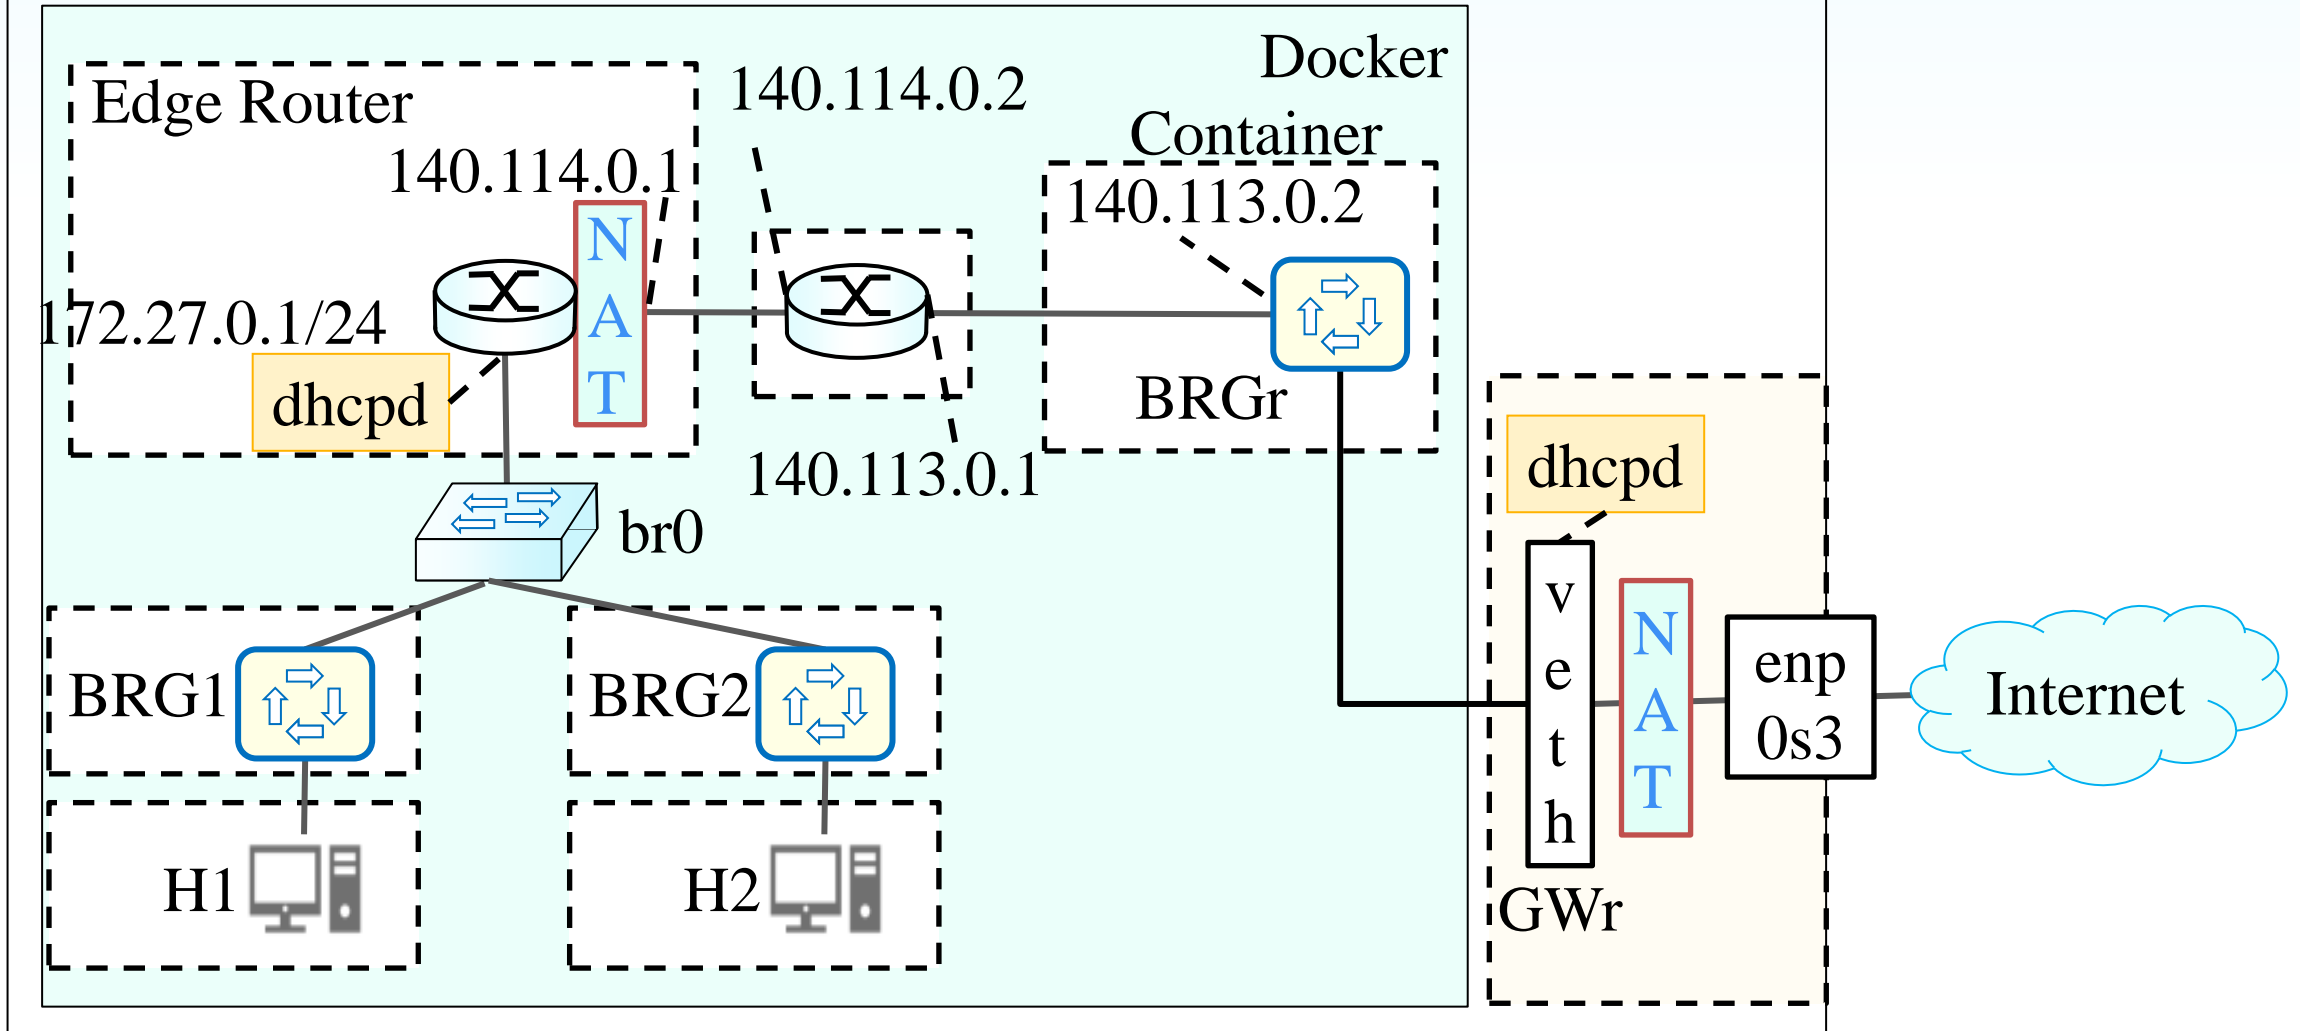 Docker
Container
Edge Router
140.114.0.2
140.114.0.1
140.113.0.2
N
A
T
172.27.0.1/24
dhcpd
BRGr
140.113.0.1
dhcpd
br0
v
e
t
h
N
A
T
enp
0s3
Internet
BRG1
BRG2
GWr
H1
H2